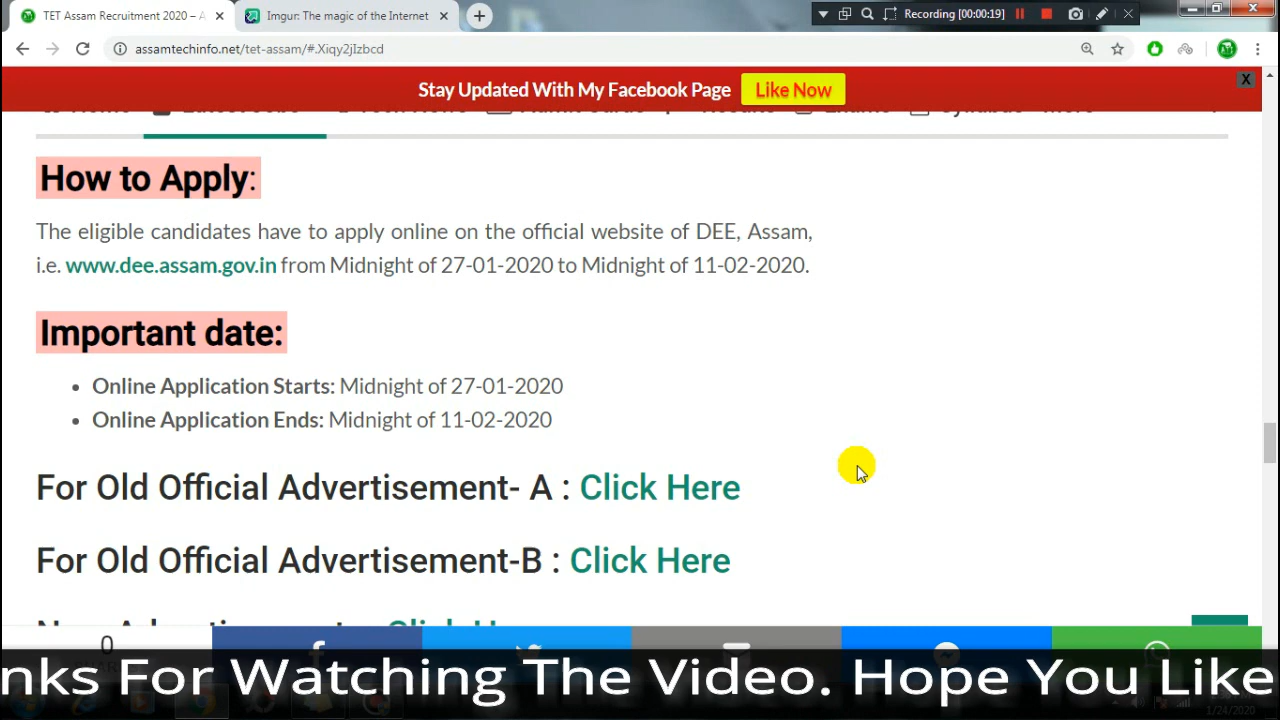 TET Assam Recruitment 2020 – A
Imgur: The magic of the Internet
Recording [00:00:19]
assamtechinfo.net/tet-assam/#.Xiqy2jIzbcd
Stay Updated With My Facebook Page Like Now
X
How to Apply:
The eligible candidates have to apply online on the official website of DEE, Assam,
i.e. www.dee.assam.gov.in from Midnight of 27-01-2020 to Midnight of 11-02-2020.
Important date:
• Online Application Starts: Midnight of 27-01-2020
• Online Application Ends: Midnight of 11-02-2020
For Old Official Advertisement- A : Click Here
For Old Official Advertisement-B : Click Here
0
nks For Watching The Video. Hope You Like
1/24/2020